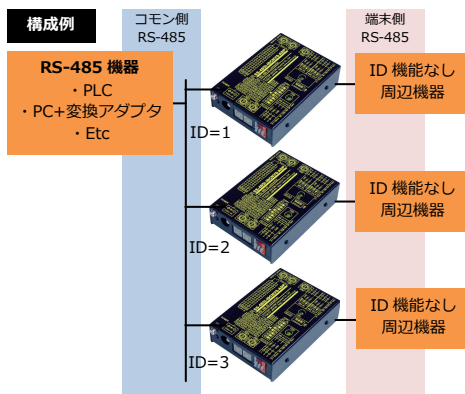 構成例
コモン側
RS-485
端末側
RS-485
RS-485 機器
・PLC
・PC+変換アダプタ
・Etc
ID=1
ID 機能なし
周辺機器
ID=2
ID 機能なし
周辺機器
ID=3
ID 機能なし
周辺機器